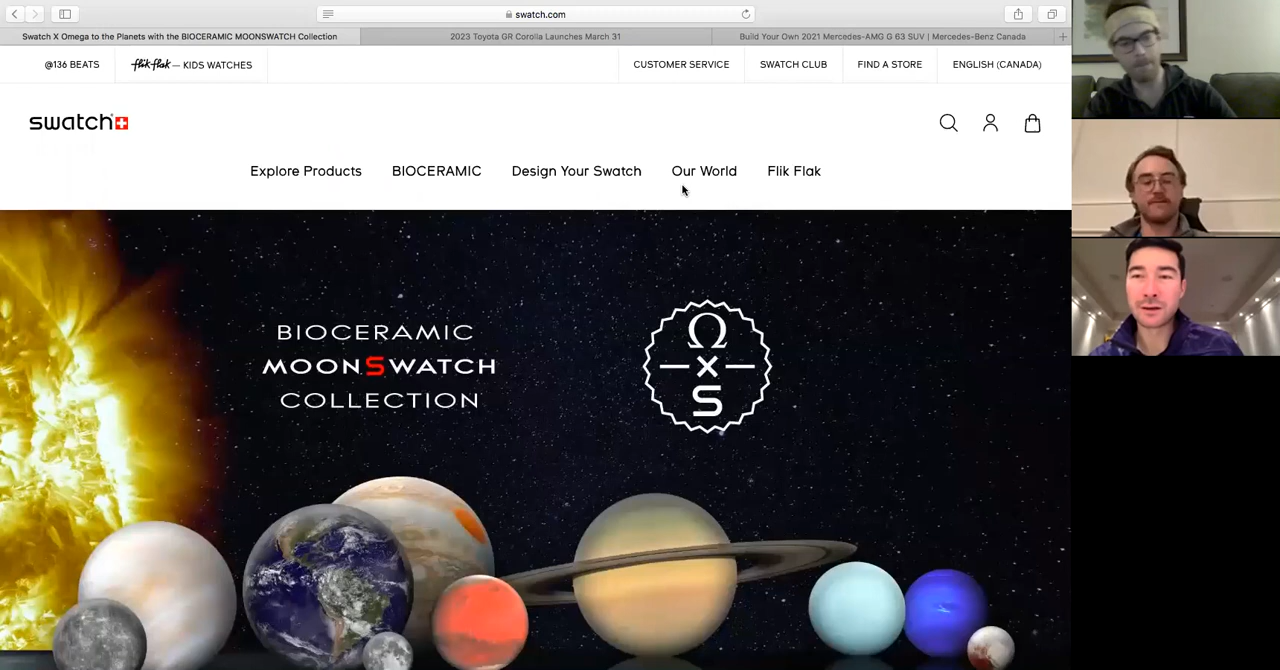 swatch.com
Swatch X Omega to the Planets with the BIOCERAMIC MOONSWATCH Collection
2023 Toyota GR Corolla Launches March 31
Build Your Own 2021 Mercedes-AMG G 63 SUV | Mercedes-Benz Canada
@136 BEATS
flik flak — KIDS WATCHES
CUSTOMER SERVICE
SWATCH CLUB
FIND A STORE
ENGLISH (CANADA)
swatch
Explore Products
BIOCERAMIC
Design Your Swatch
Our World
Flik Flak
BIOCERAMIC
MOONSWATCH
COLLECTION
Ω
X
S